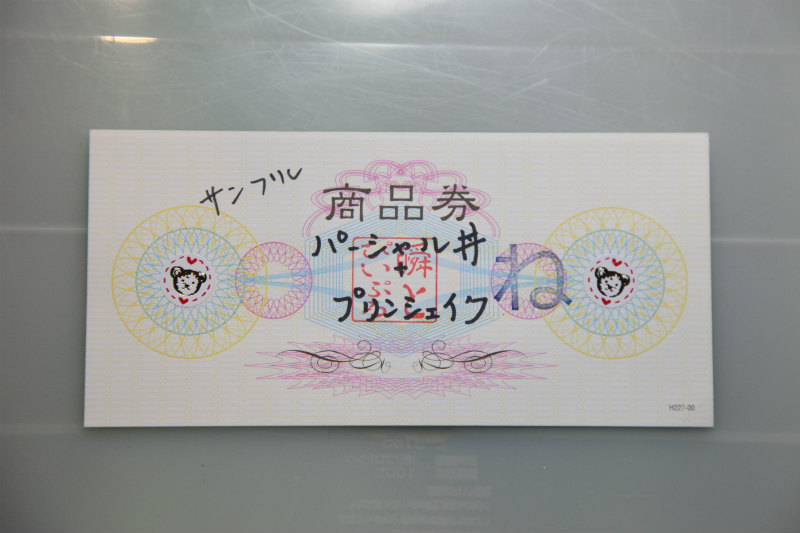 サンプル
商品券
パーシャル丼
+
プリンシェイク
ね
H227-00